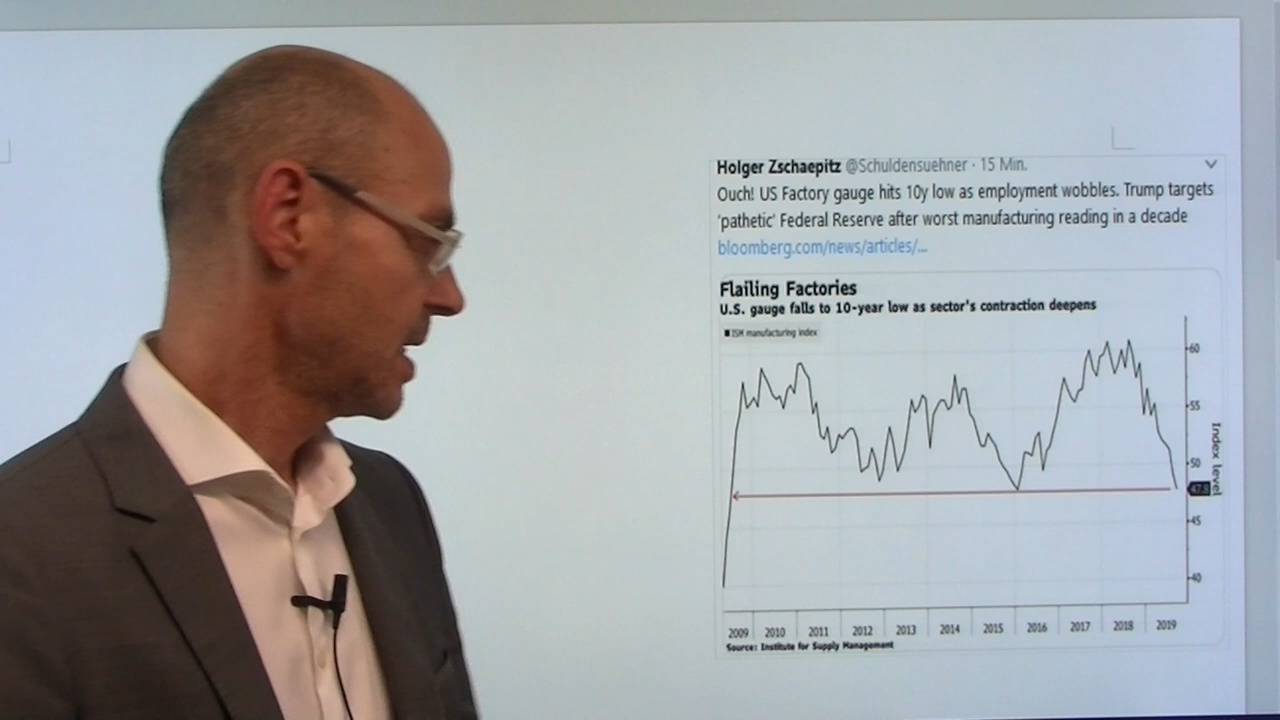 Holger Zschaepitz @Schuldensuehner · 15 Min.
Ouch! US Factory gauge hits 10y low as employment wobbles. Trump targets
'pathetic' Federal Reserve after worst manufacturing reading in a decade
bloomberg.com/news/articles/...
Flailing Factories
U.S. gauge falls to 10-year low as sector's contraction deepens
ISM manufacturing index
60
55
50
47.8
45
40
Index level
2009 2010 2011 2012 2013 2014 2015 2016 2017 2018 2019
Source: Institute for Supply Management